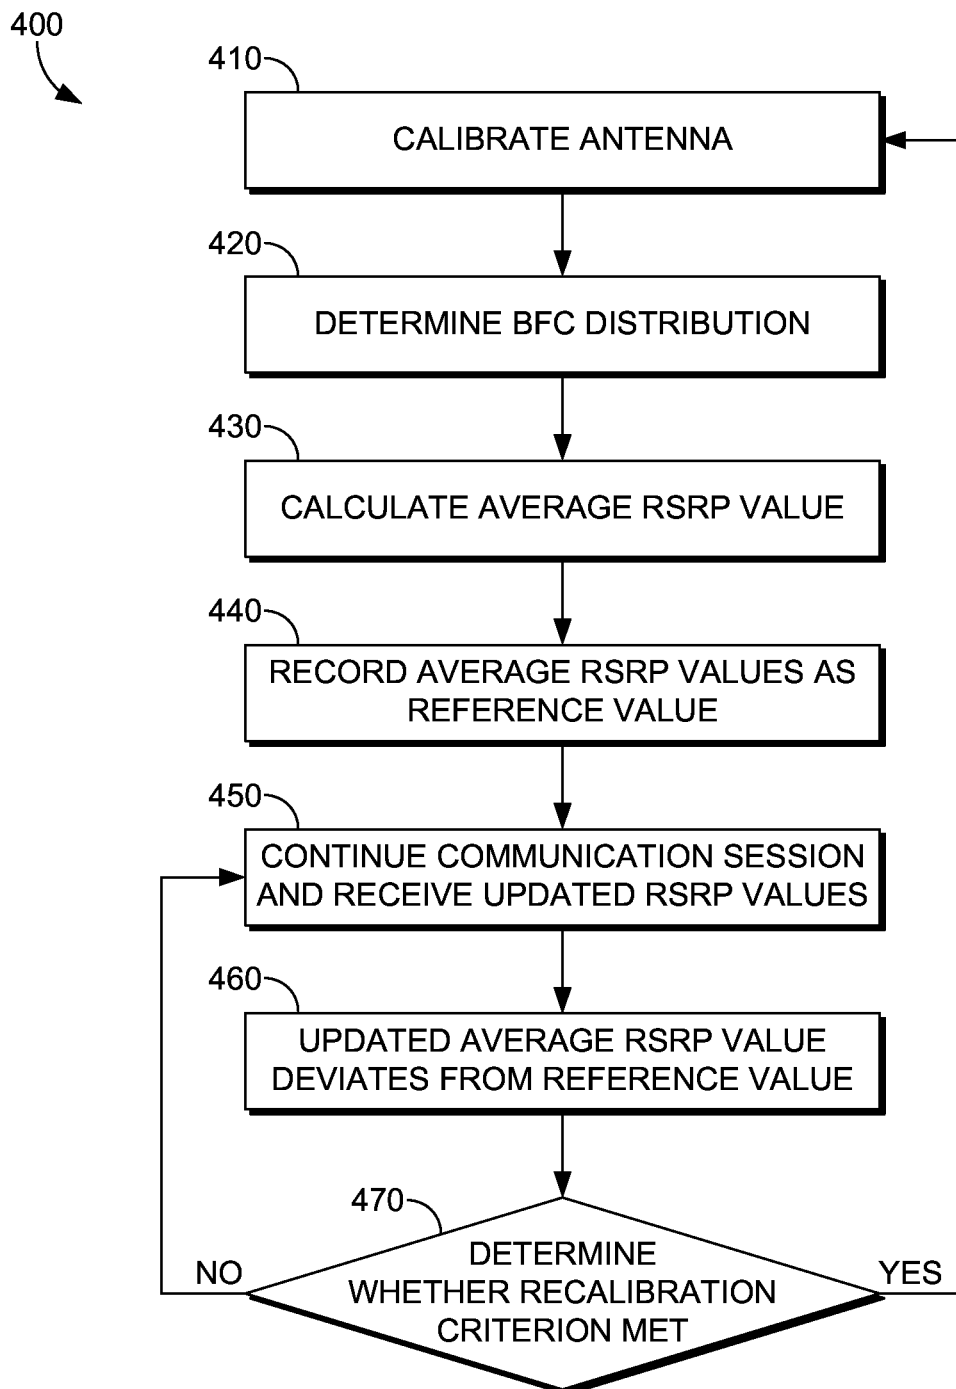 400
410
CALIBRATE ANTENNA
420
DETERMINE BFC DISTRIBUTION
430
CALCULATE AVERAGE RSRP VALUE
440
RECORD AVERAGE RSRP VALUES AS
REFERENCE VALUE
450
CONTINUE COMMUNICATION SESSION
AND RECEIVE UPDATED RSRP VALUES
460
UPDATED AVERAGE RSRP VALUE
DEVIATES FROM REFERENCE VALUE
470
DETERMINE
WHETHER RECALIBRATION
CRITERION MET
NO
YES